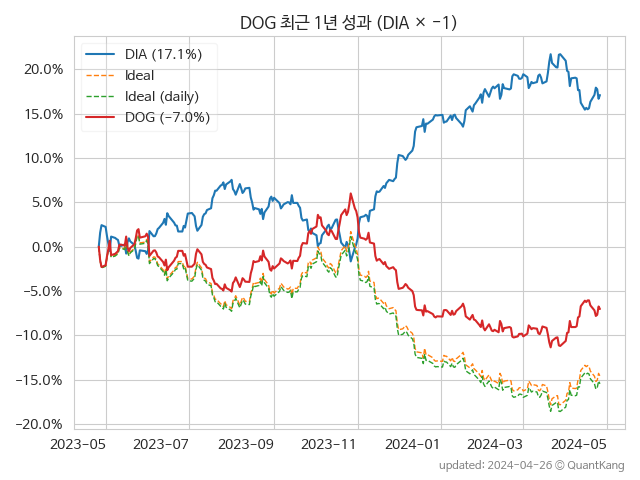 DOG 최근 1년 성과 (DIA × −1)
DIA (17.1%)
Ideal
Ideal (daily)
DOG (−7.0%)
20.0%
15.0%
10.0%
5.0%
0.0%
−5.0%
−10.0%
−15.0%
−20.0%
2023-05 2023-07 2023-09 2023-11 2024-01 2024-03 2024-05
updated: 2024-04-26 © QuantKang